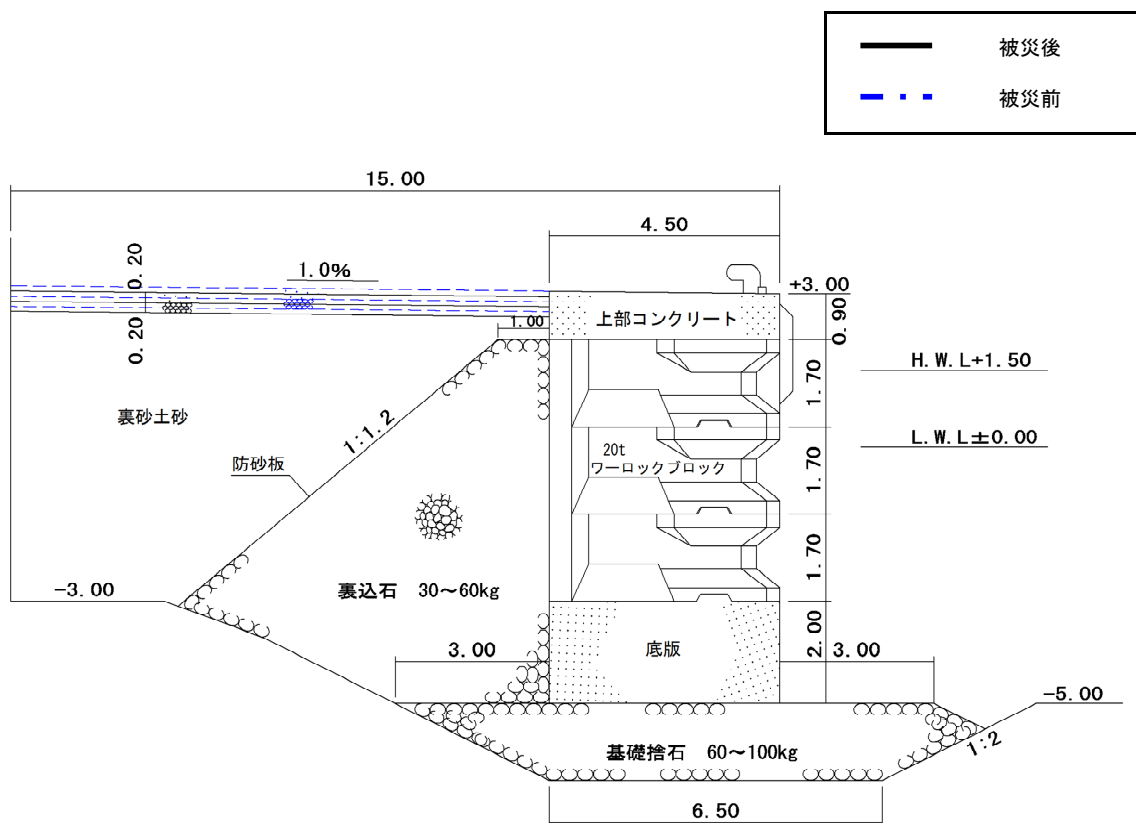 被災後
被災前
15.00
4.50
0.20
1.0%
+3.00
0.90
上部コンクリート
1.00
0.20
H.W.L+1.50
1.70
裏砂土砂
1:1.2
L.W.L±0.00
20t
ワーロックブロック
防砂板
1.70
1.70
裏込石 30～60kg
-3.00
底版
2.00
3.00
3.00
-5.00
基礎捨石 60～100kg
1:2
6.50